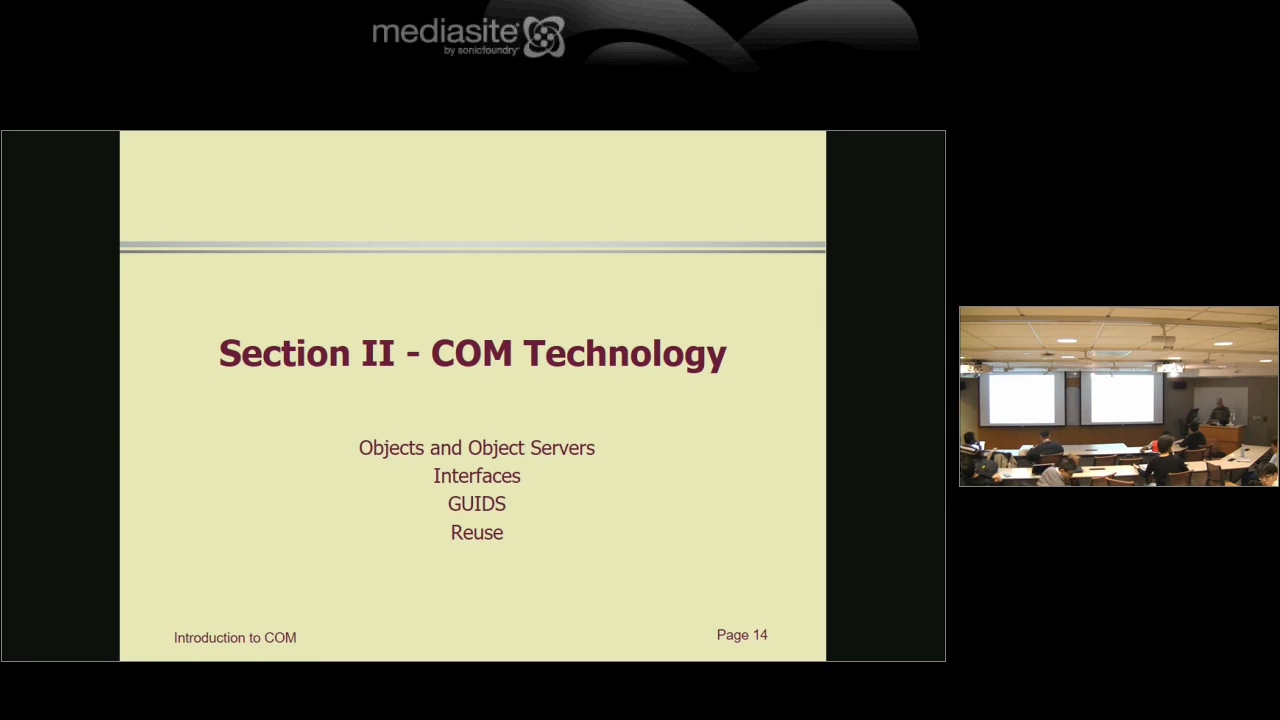 mediasite
by sonicfoundry
Section II - COM Technology
Objects and Object Servers
Interfaces
GUIDS
Reuse
Introduction to COM
Page 14